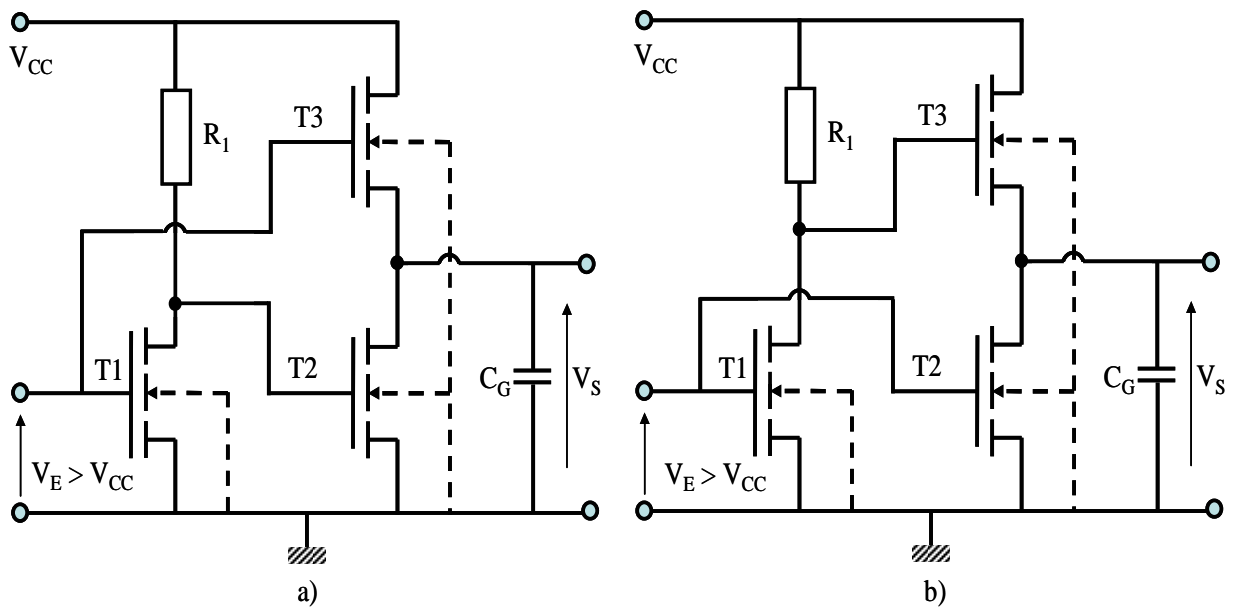 V_CC
R_1
T3
T1
T2
C_G
V_S
V_E > V_CC
a)
V_CC
R_1
T3
T1
T2
C_G
V_S
V_E > V_CC
b)